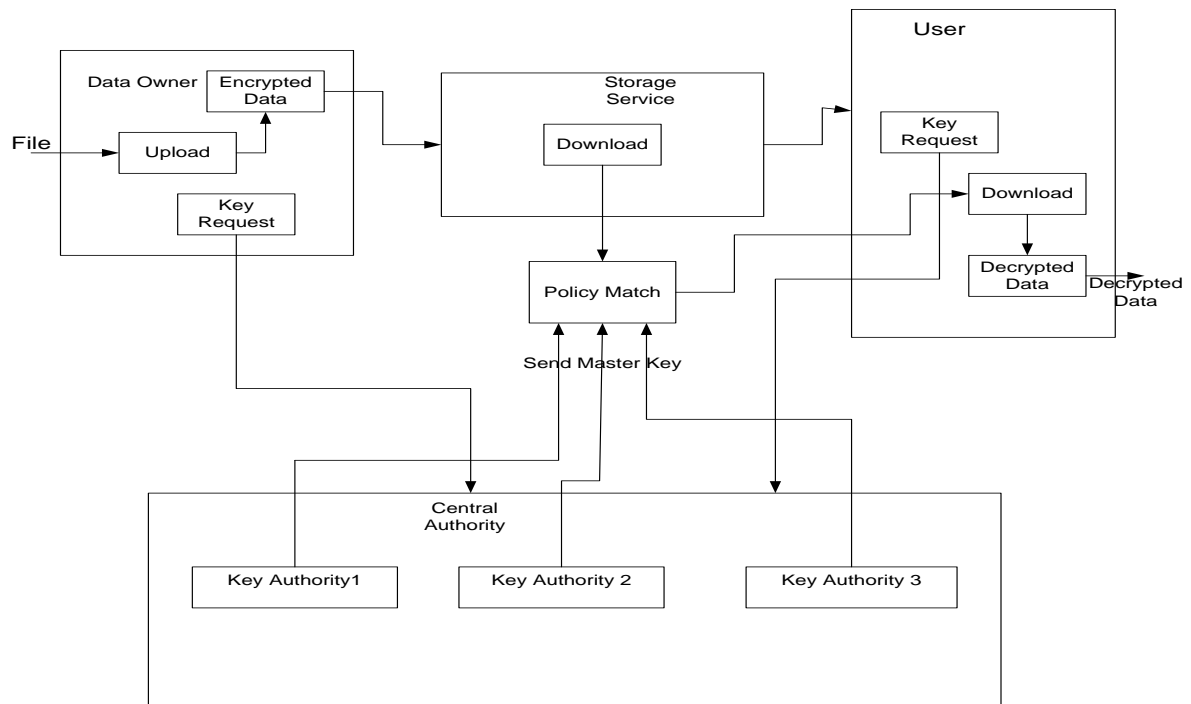 User
Data Owner
Encrypted
Data
Storage
Service
File
Upload
Download
Key
Request
Key
Request
Download
Policy Match
Decrypted
Data
Decrypted
Data
Send Master Key
Central
Authority
Key Authority1
Key Authority 2
Key Authority 3